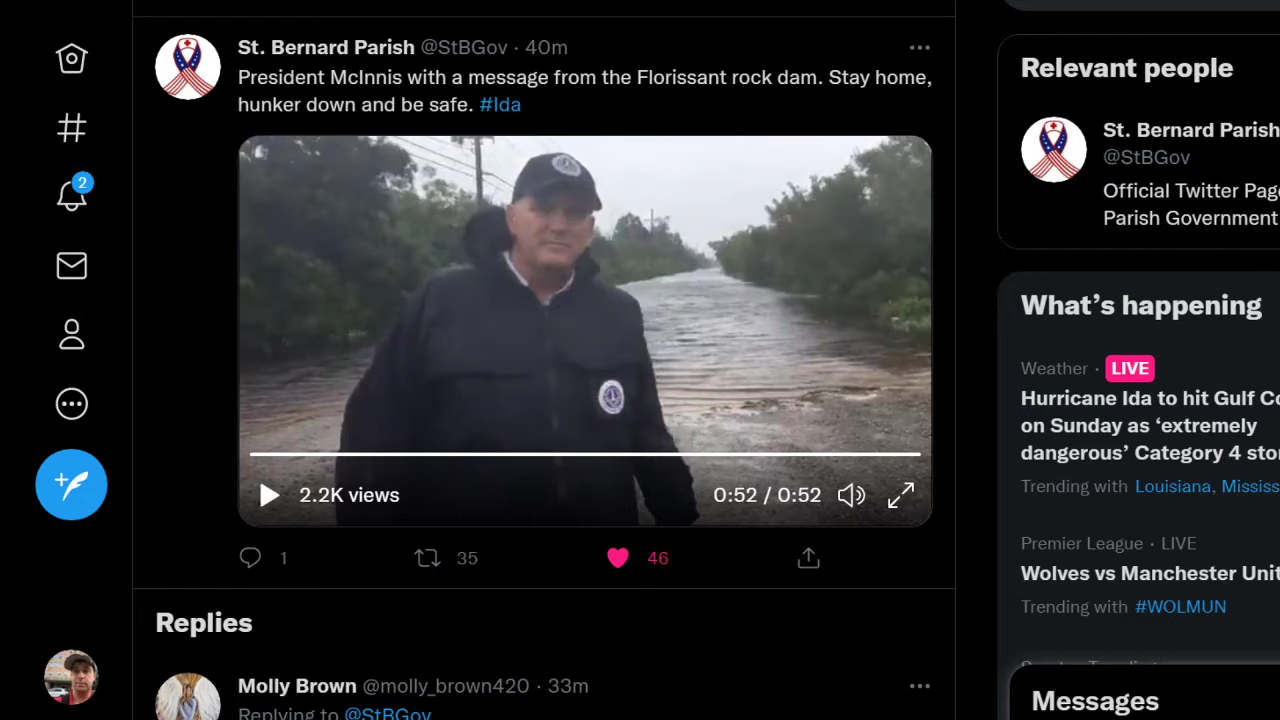 St. Bernard Parish @StBGov · 40m
President McInnis with a message from the Florissant rock dam. Stay home,
hunker down and be safe. #Ida
2.2K views
0:52 / 0:52
1
35
46
Replies
Molly Brown @molly_brown420 · 33m
Replying to @StBGov
2
Relevant people
St. Bernard Parish
@StBGov
Official Twitter Pag
Parish Government
What’s happening
Weather · LIVE
Hurricane Ida to hit Gulf Co
on Sunday as ‘extremely
dangerous’ Category 4 sto
Trending with Louisiana, Mississ
Premier League · LIVE
Wolves vs Manchester Unit
Trending with #WOLMUN
Messages